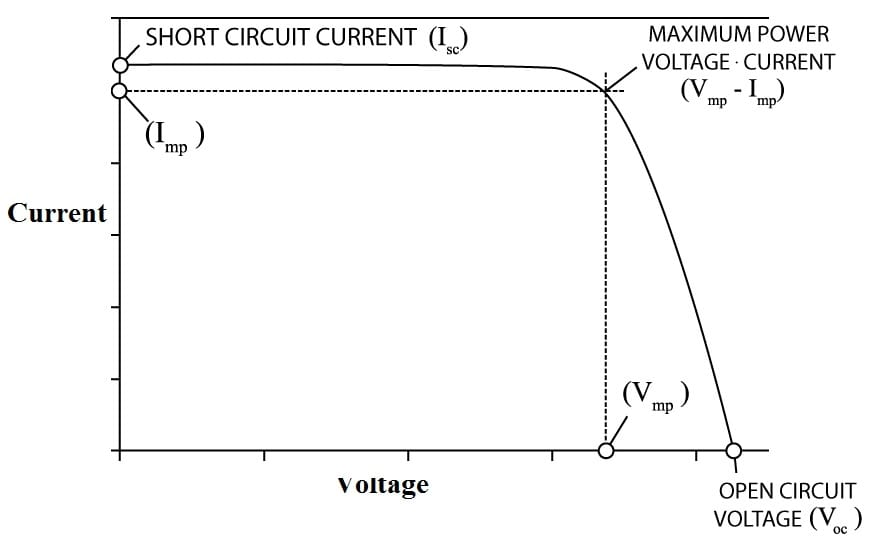 SHORT CIRCUIT CURRENT (Isc)
MAXIMUM POWER
VOLTAGE · CURRENT
(Vmp - Imp)
(Imp )
Current
(Vmp )
Voltage
OPEN CIRCUIT
VOLTAGE (Voc )